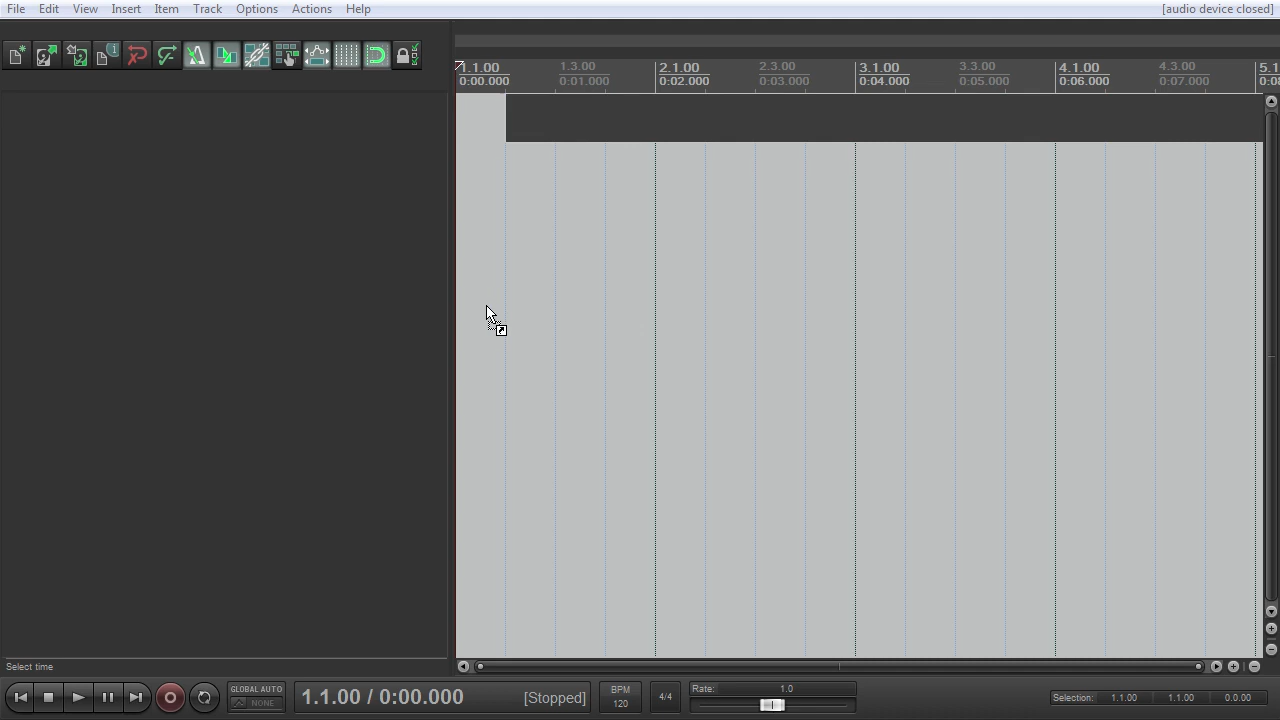 File Edit View Insert Item Track Options Actions Help [audio device closed]
1.1.00 1.3.00 2.1.00 2.3.00 3.1.00 3.3.00 4.1.00 4.3.00 5.1
0:00.000 0:01.000 0:02.000 0:03.000 0:04.000 0:05.000 0:06.000 0:07.000
Select time
GLOBAL AUTO
NONE
1.1.00 / 0:00.000 [Stopped]
BPM
120
4/4
Rate: 1.0
Selection: 1.1.00 1.1.00 0.0.00